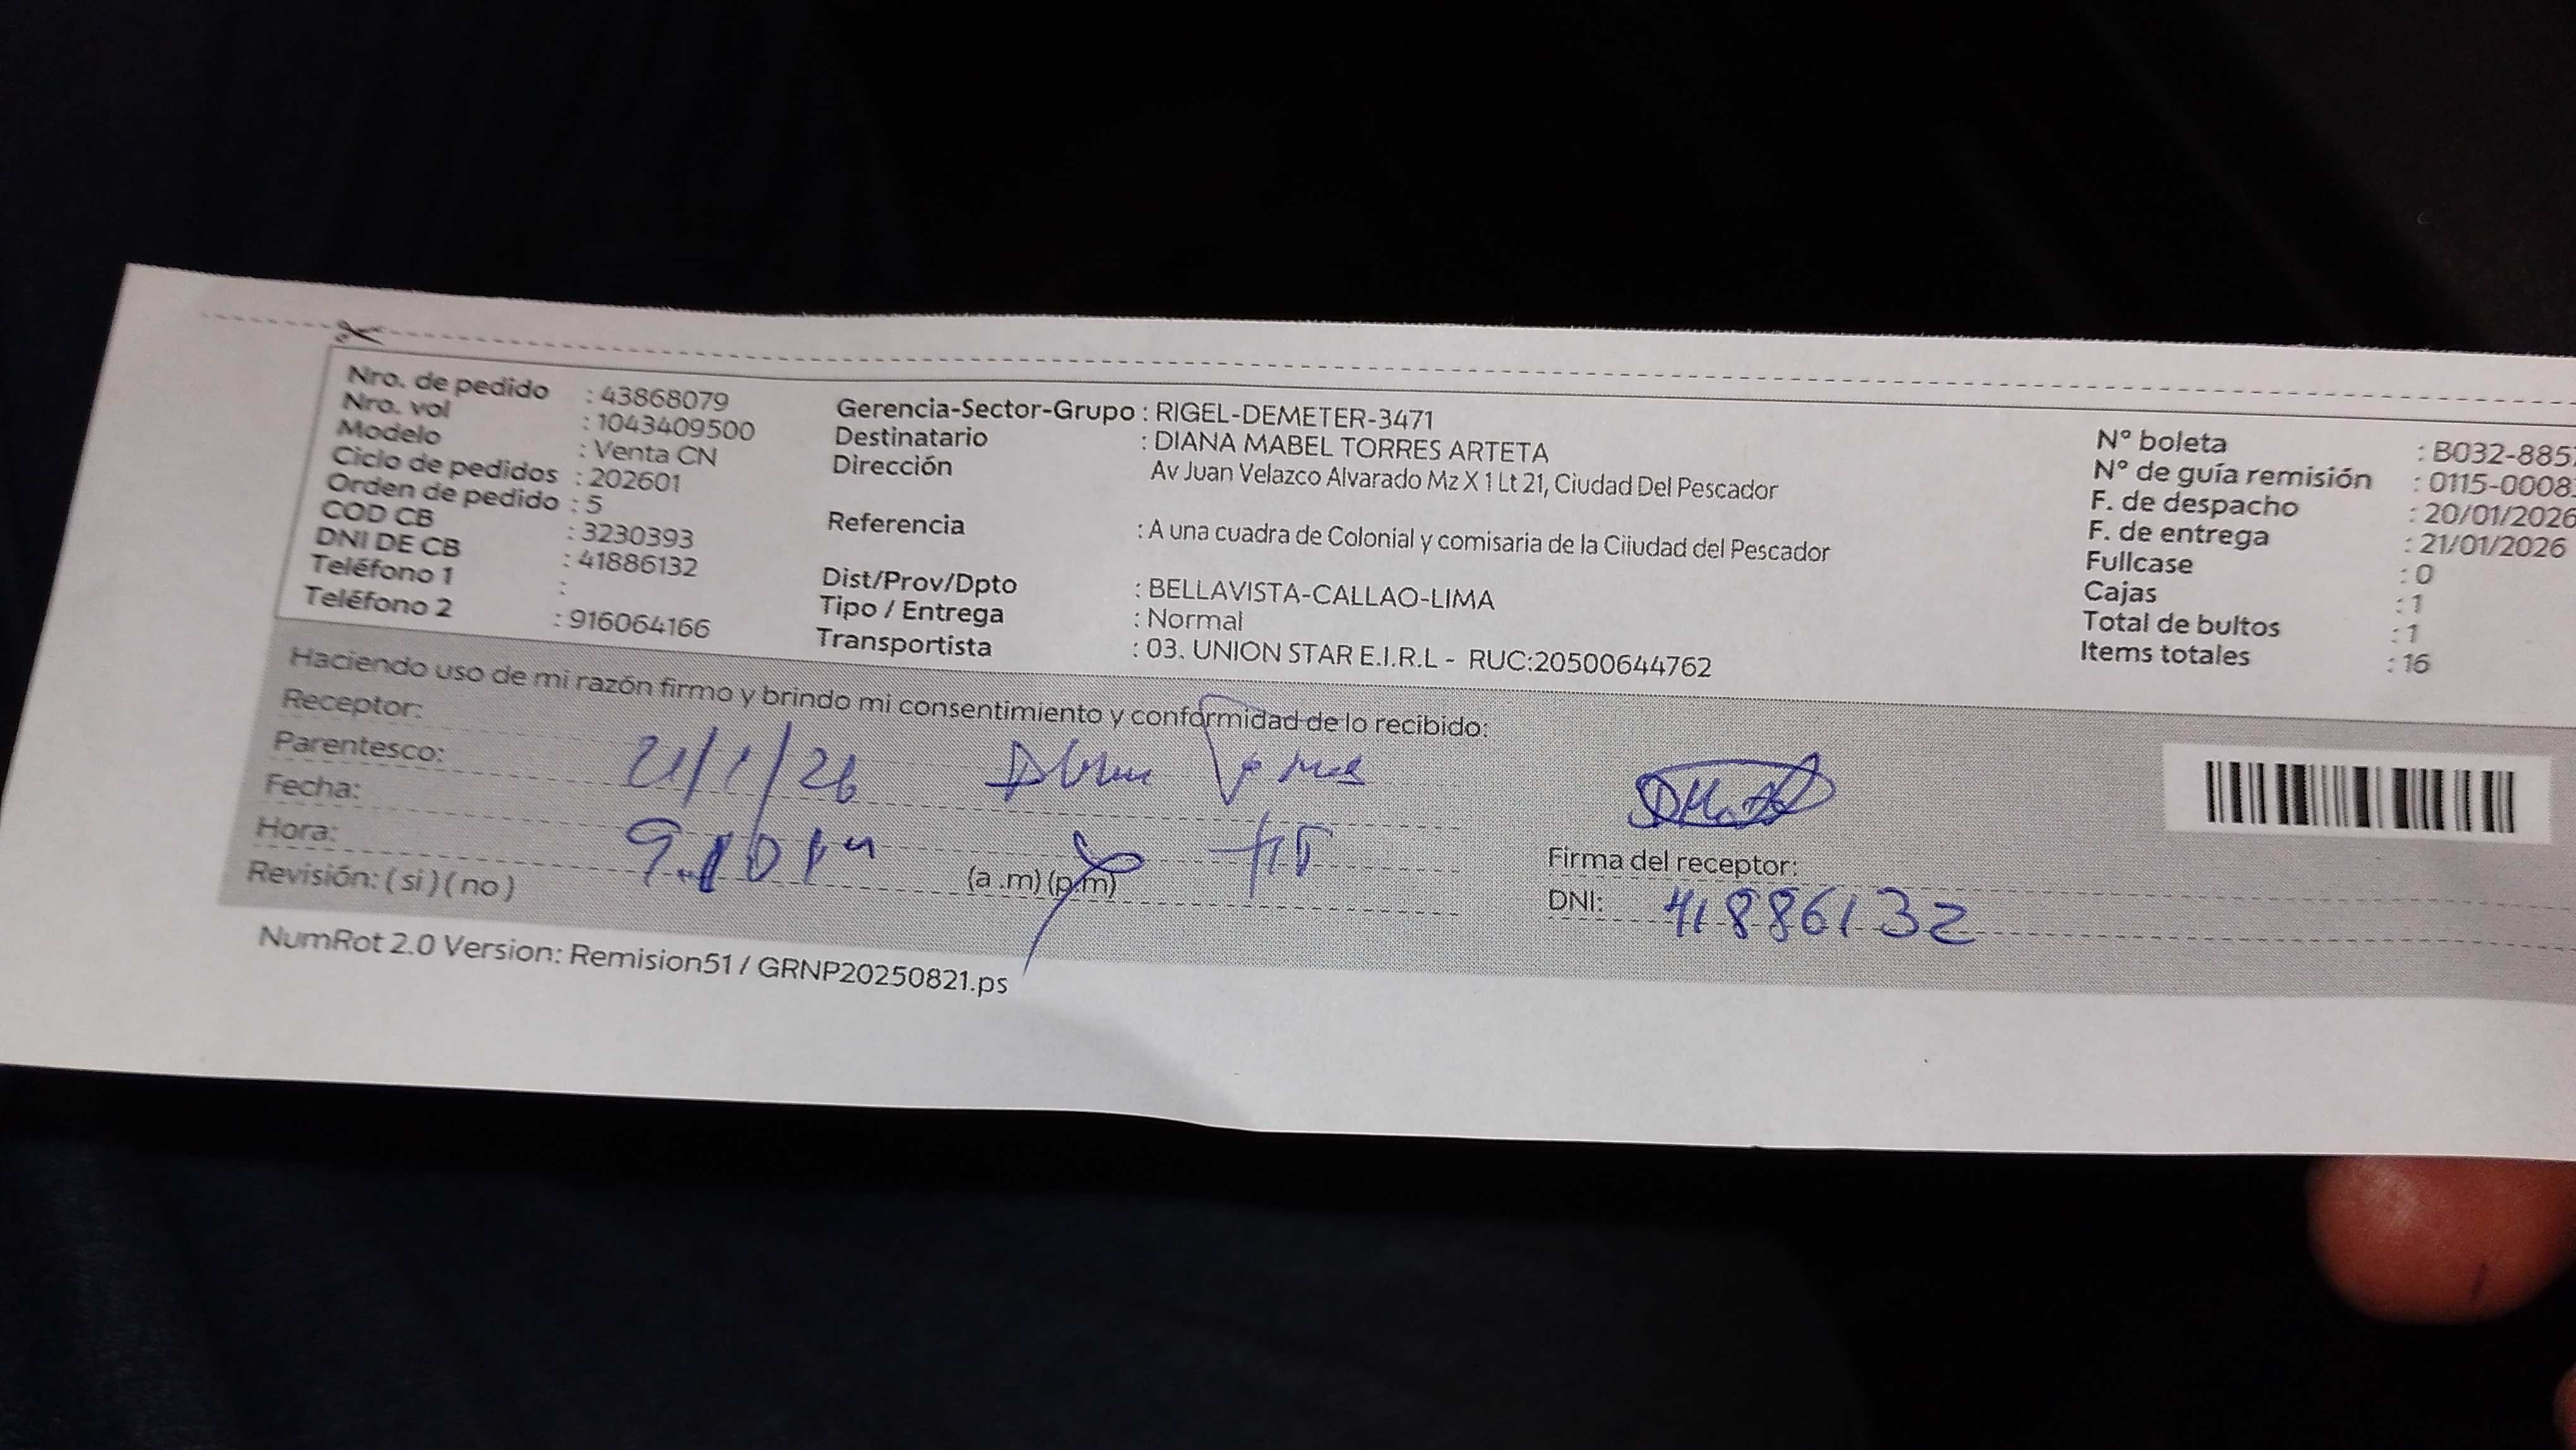 Nro. de pedido : 43868079
Nro. vol : 1043409500
Modelo : Venta CN
Ciclo de pedidos : 202601
Orden de pedido : 5
COD CB : 3230393
DNI DE CB : 41886132
Teléfono 1 :
Teléfono 2 : 916064166
Gerencia-Sector-Grupo : RIGEL-DEMETER-3471
Destinatario : DIANA MABEL TORRES ARTETA
Dirección Av Juan Velazco Alvarado Mz X 1 Lt 21, Ciudad Del Pescador
Referencia : A una cuadra de Colonial y comisaria de la Ciiudad del Pescador
Dist/Prov/Dpto : BELLAVISTA-CALLAO-LIMA
Tipo / Entrega : Normal
Transportista : 03. UNION STAR E.I.R.L - RUC:20500644762
N° boleta : B032-885
N° de guía remisión : 0115-0008
F. de despacho : 20/01/2026
F. de entrega : 21/01/2026
Fullcase : 0
Cajas : 1
Total de bultos : 1
Items totales : 16
Haciendo uso de mi razón firmo y brindo mi consentimiento y conformidad de lo recibido:
Receptor:
Parentesco: 21/1/26
Fecha:
Hora: (a .m) (p.m)
Revisión: ( si ) ( no )
Firma del receptor:
DNI: 41886132
NumRot 2.0 Version: Remision51 / GRNP20250821.ps